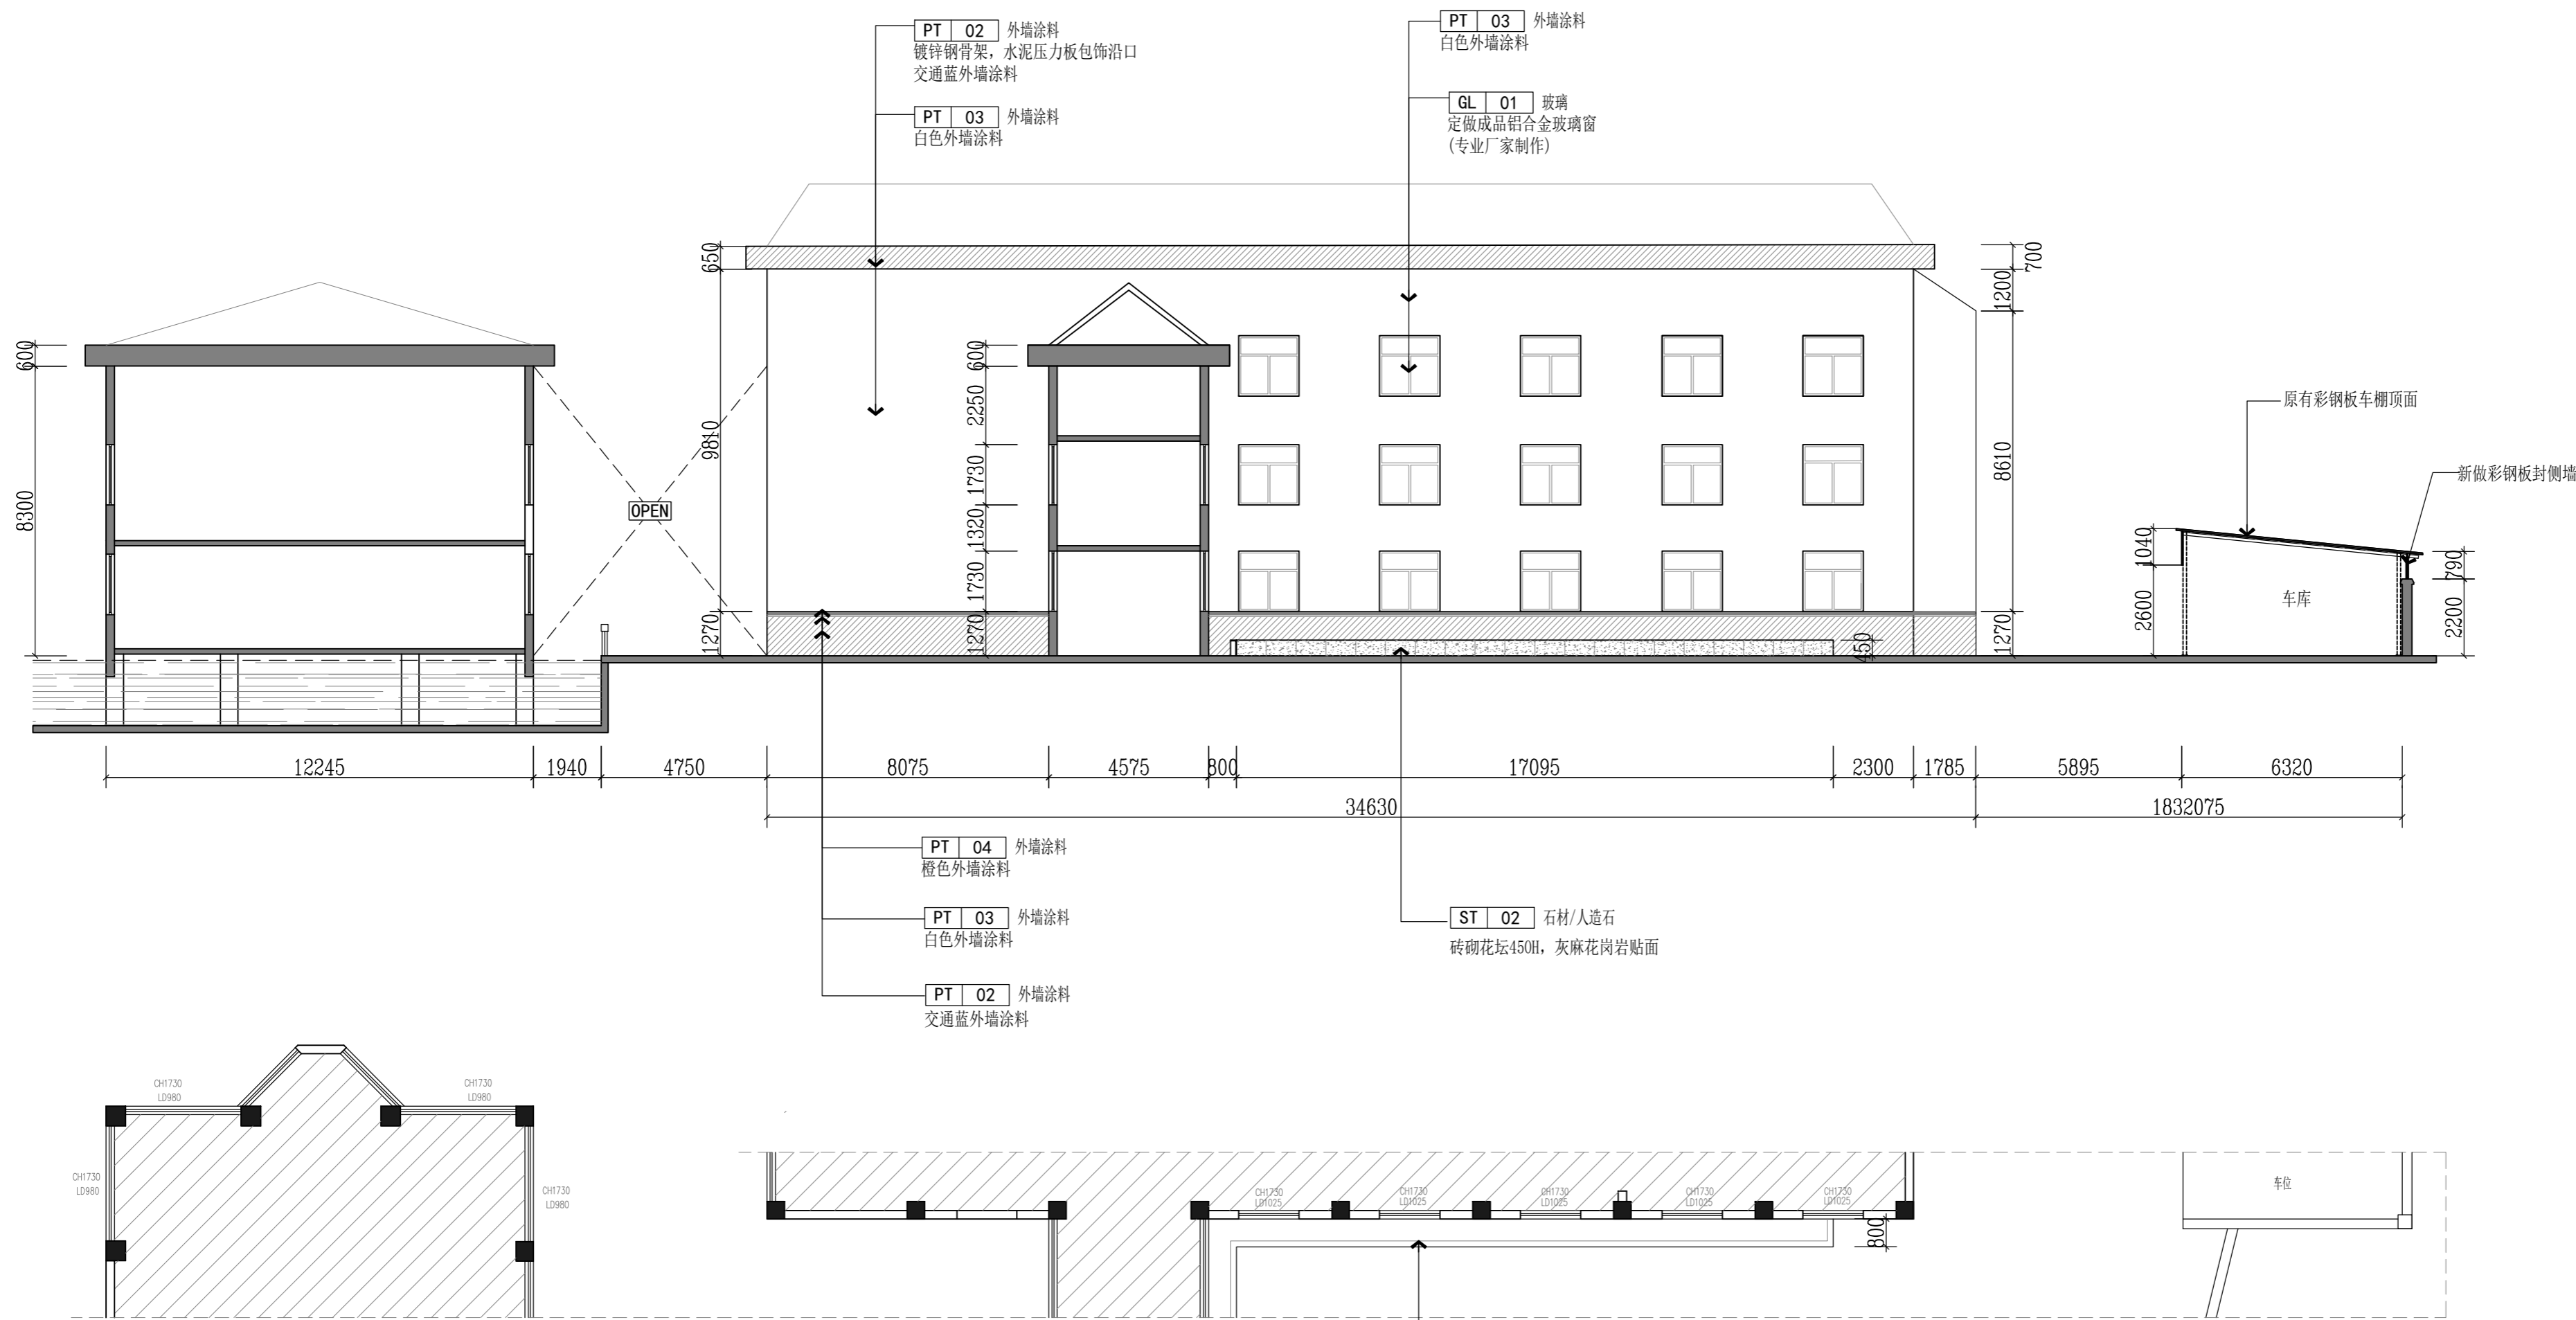 PT 02 外墙涂料
镀锌钢骨架，水泥压力板包饰沿口
交通蓝外墙涂料
PT 03 外墙涂料
白色外墙涂料
PT 03 外墙涂料
白色外墙涂料
GL 01 玻璃
定做成品铝合金玻璃窗
(专业厂家制作)
600
8300
OPEN
650
9810
1270
600
2250
1730
1320
1730
1270
450
700
1200
8610
1270
原有彩钢板车棚顶面
新做彩钢板封侧墙
1040
2600
车库
790
2200
12245
1940
4750
8075
4575
800
17095
2300
1785
5895
6320
34630
1832075
PT 04 外墙涂料
橙色外墙涂料
PT 03 外墙涂料
白色外墙涂料
PT 02 外墙涂料
交通蓝外墙涂料
ST 02 石材/人造石
砖砌花坛450H，灰麻花岗岩贴面
CH1730
LD980
CH1730
LD980
CH1730
LD980
CH1730
LD980
CH1730
LD1025
CH1730
LD1025
CH1730
LD1025
CH1730
LD1025
CH1730
LD1025
800
车位